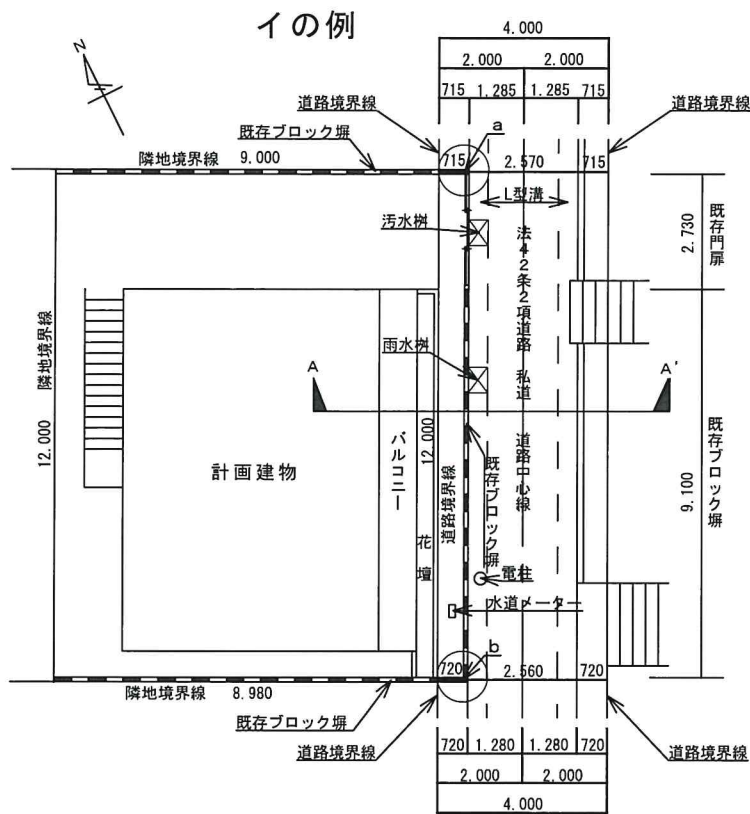 イの例
N
4.000
2.000 2.000
715 1.285 1.285 715
道路境界線 道路境界線
既存ブロック塀 a
隣地境界線 9.000 715 2.570 715
L型溝
汚水桝
法42条2項道路 私道 道路中心線
2.730 既存門扉
雨水桝
A A'
隣地境界線
12.000
計画建物
バルコニー
12.000
道路境界線
花壇
既存ブロック塀
9.100 既存ブロック塀
電柱
水道メーター
b
720 2.560 720
隣地境界線 8.980
既存ブロック塀
道路境界線 道路境界線
720 1.280 1.280 720
2.000 2.000
4.000